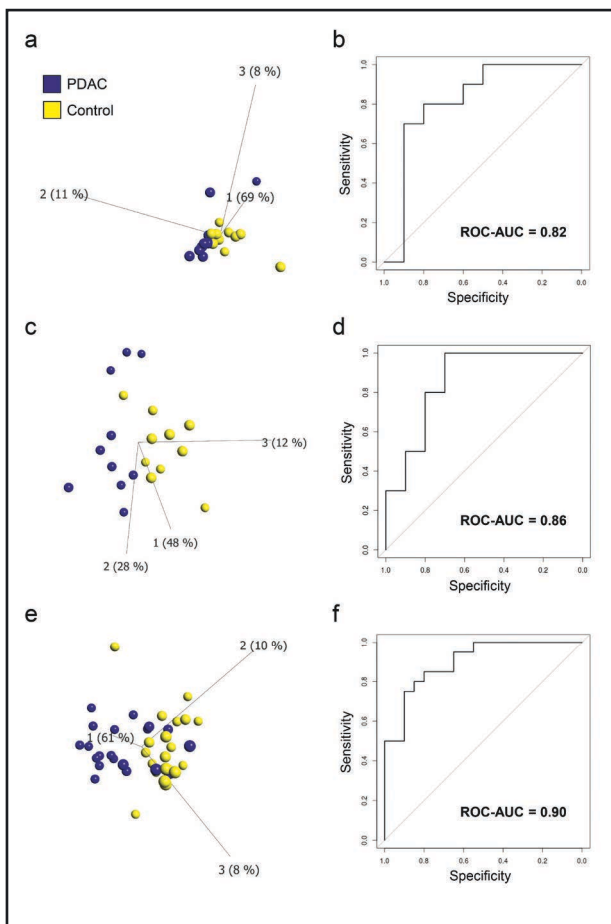 a
PDAC
Control
3 (8 %)
2 (11 %)
1 (69 %)
b
1.0
0.8
0.6
0.4
0.2
0.0
Sensitivity
ROC-AUC = 0.82
1.0 0.8 0.6 0.4 0.2 0.0
Specificity
c
3 (12 %)
1 (48 %)
2 (28 %)
d
1.0
0.8
0.6
0.4
0.2
0.0
Sensitivity
ROC-AUC = 0.86
1.0 0.8 0.6 0.4 0.2 0.0
Specificity
e
2 (10 %)
1 (61 %)
3 (8 %)
f
1.0
0.8
0.6
0.4
0.2
0.0
Sensitivity
ROC-AUC = 0.90
1.0 0.8 0.6 0.4 0.2 0.0
Specificity